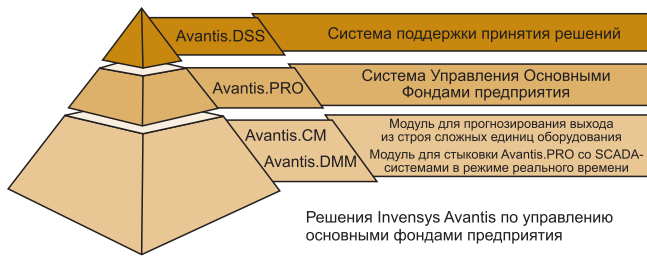 Avantis.DSS
Система поддержки принятия решений
Avantis.PRO
Система Управления Основными
Фондами предприятия
Avantis.CM
Avantis.DMM
Модуль для прогнозирования выхода
из строя сложных единиц оборудования
Модуль для стыковки Avantis.PRO со SCADA-
системами в режиме реального времени
Решения Invensys Avantis по управлению
основными фондами предприятия